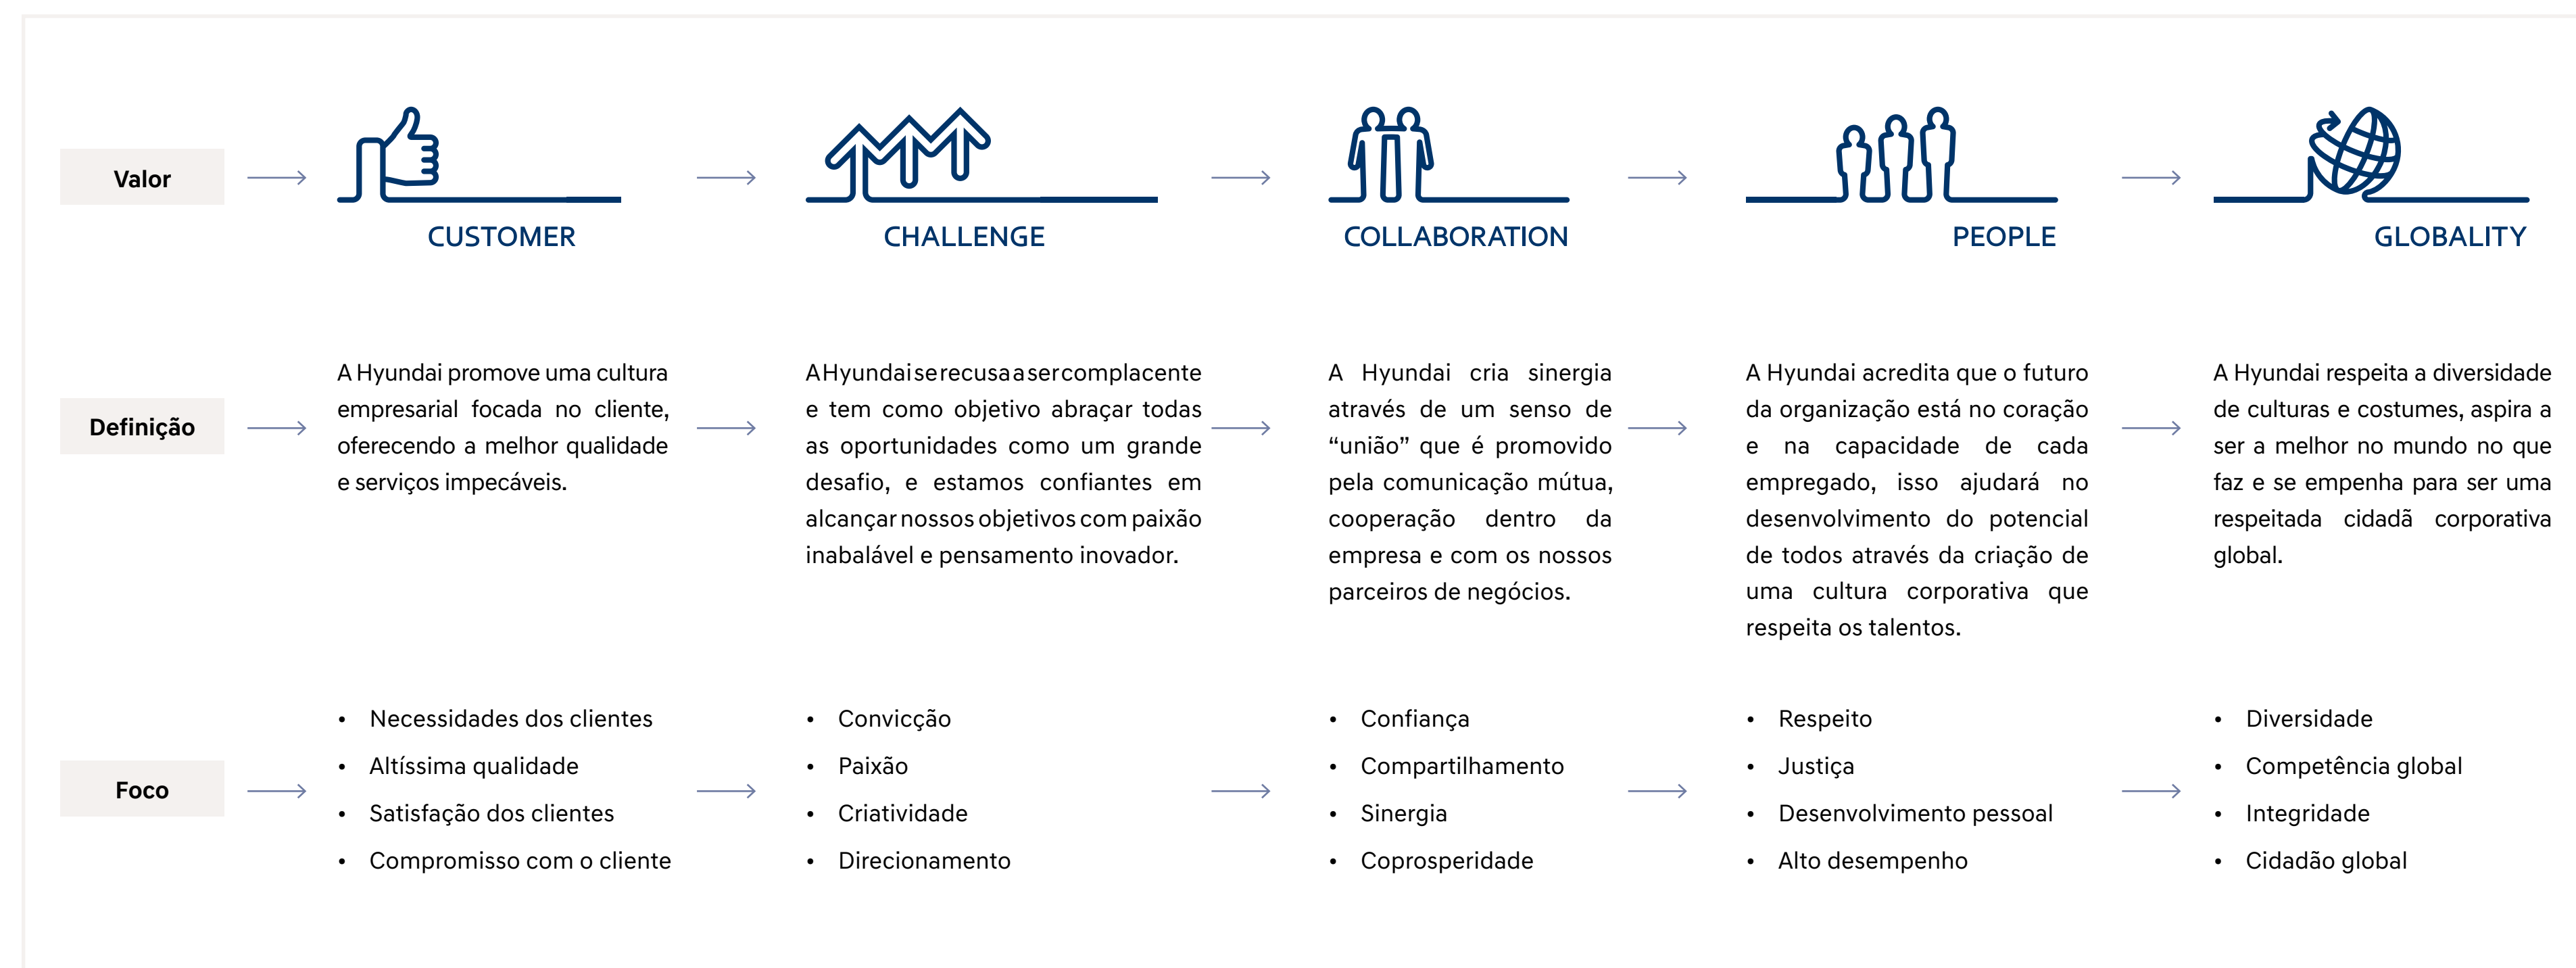 Valor
CUSTOMER
CHALLENGE
COLLABORATION
PEOPLE
GLOBALITY
Definição
A Hyundai promove uma cultura
empresarial focada no cliente,
oferecendo a melhor qualidade
e serviços impecáveis.
A Hyundai se recusa a ser complacente
e tem como objetivo abraçar todas
as oportunidades como um grande
desafio, e estamos confiantes em
alcançar nossos objetivos com paixão
inabalável e pensamento inovador.
A Hyundai cria sinergia
através de um senso de
“união” que é promovido
pela comunicação mútua,
cooperação dentro da
empresa e com os nossos
parceiros de negócios.
A Hyundai acredita que o futuro
da organização está no coração
e na capacidade de cada
empregado, isso ajudará no
desenvolvimento do potencial
de todos através da criação de
uma cultura corporativa que
respeita os talentos.
A Hyundai respeita a diversidade
de culturas e costumes, aspira a
ser a melhor no mundo no que
faz e se empenha para ser uma
respeitada cidadã corporativa
global.
Foco
• Necessidades dos clientes
• Altíssima qualidade
• Satisfação dos clientes
• Compromisso com o cliente
• Convicção
• Paixão
• Criatividade
• Direcionamento
• Confiança
• Compartilhamento
• Sinergia
• Coprosperidade
• Respeito
• Justiça
• Desenvolvimento pessoal
• Alto desempenho
• Diversidade
• Competência global
• Integridade
• Cidadão global